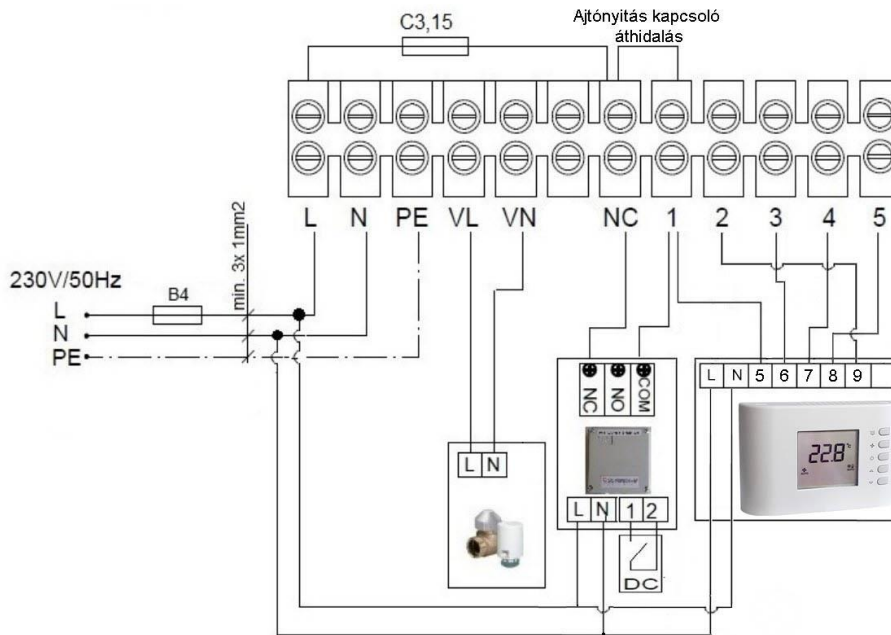 C3,15
Ajtónyitás kapcsoló
áthidalás
L N PE VL VN NC 1 2 3 4 5
230V/50Hz
L
N
PE
B4
min. 3x 1mm2
NC NO COM
L N 5 6 7 8 9
22.8
L N
L N 1 2
DC